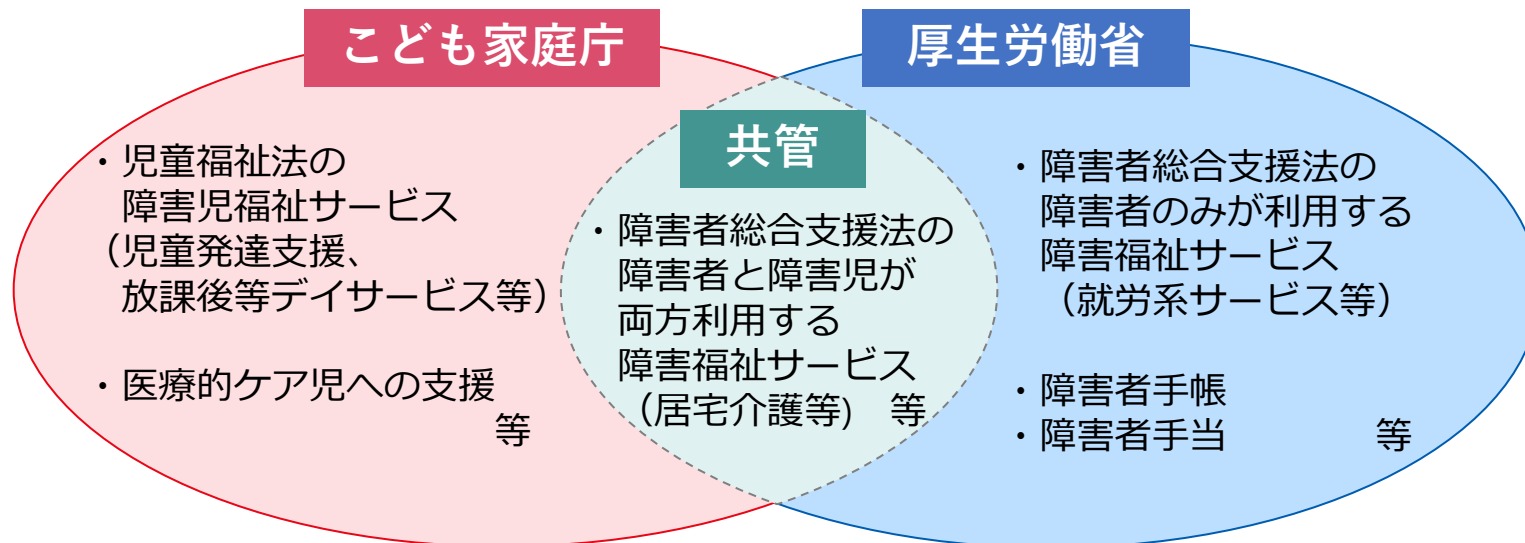 こども家庭庁
・児童福祉法の
障害児福祉サービス
（児童発達支援、
放課後等デイサービス等）
・医療的ケア児への支援
等
共管
・障害者総合支援法の
障害者と障害児が
両方利用する
障害福祉サービス
（居宅介護等)　等
厚生労働省
・障害者総合支援法の
障害者のみが利用する
障害福祉サービス
（就労系サービス等）
・障害者手帳
・障害者手当　　　　等